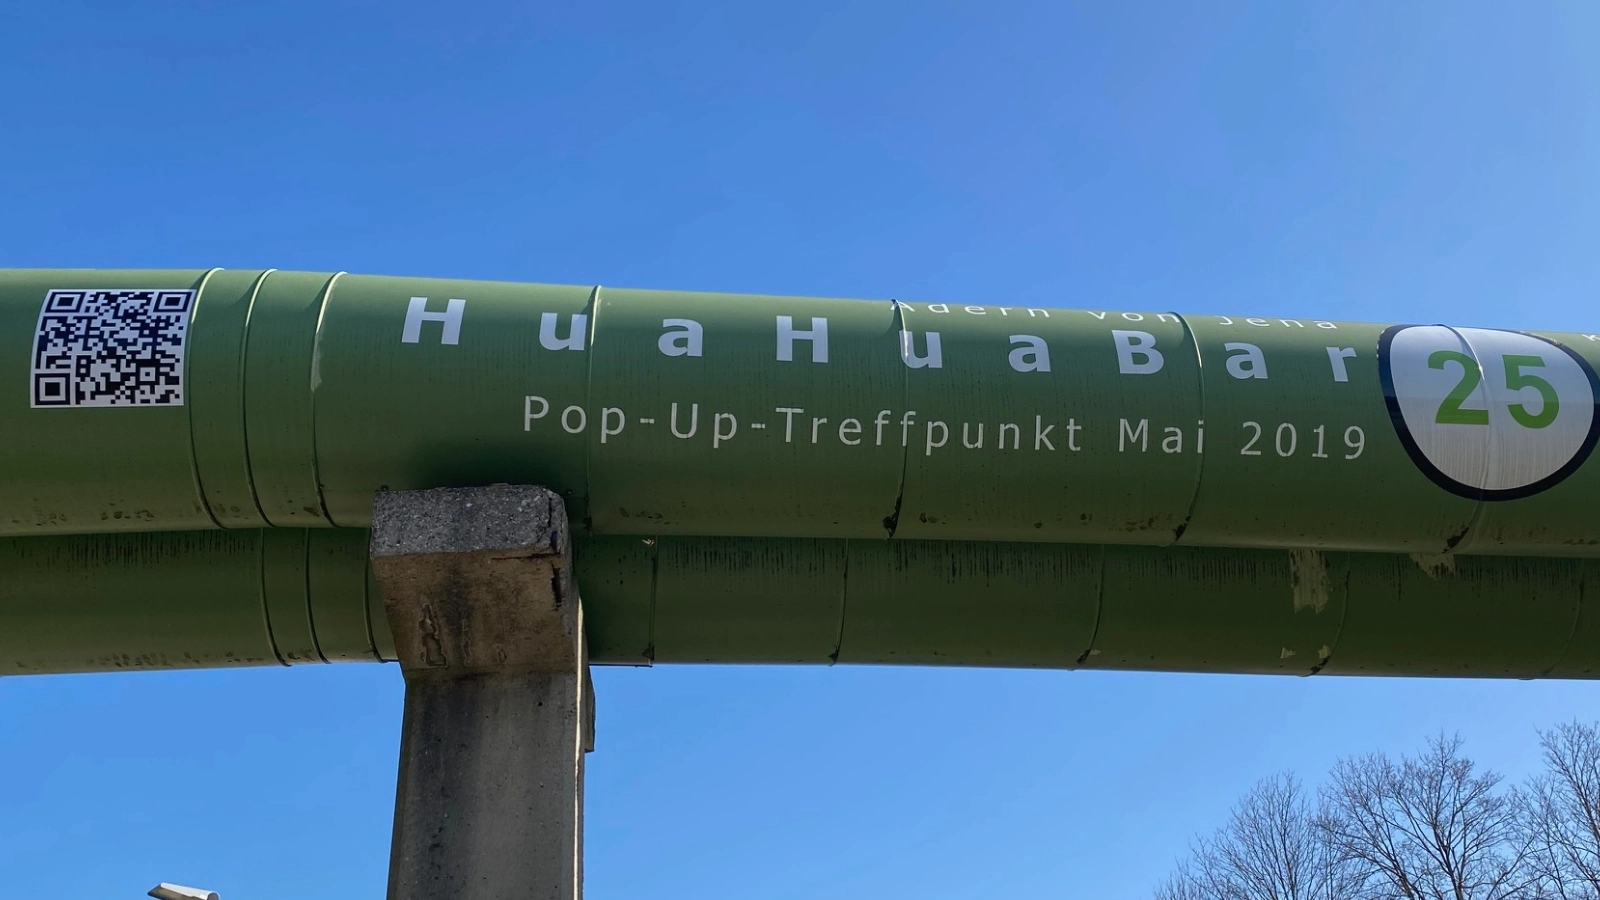 Adern von Jena
HuaHuaBar
25
Pop-Up-Treffpunkt Mai 2019